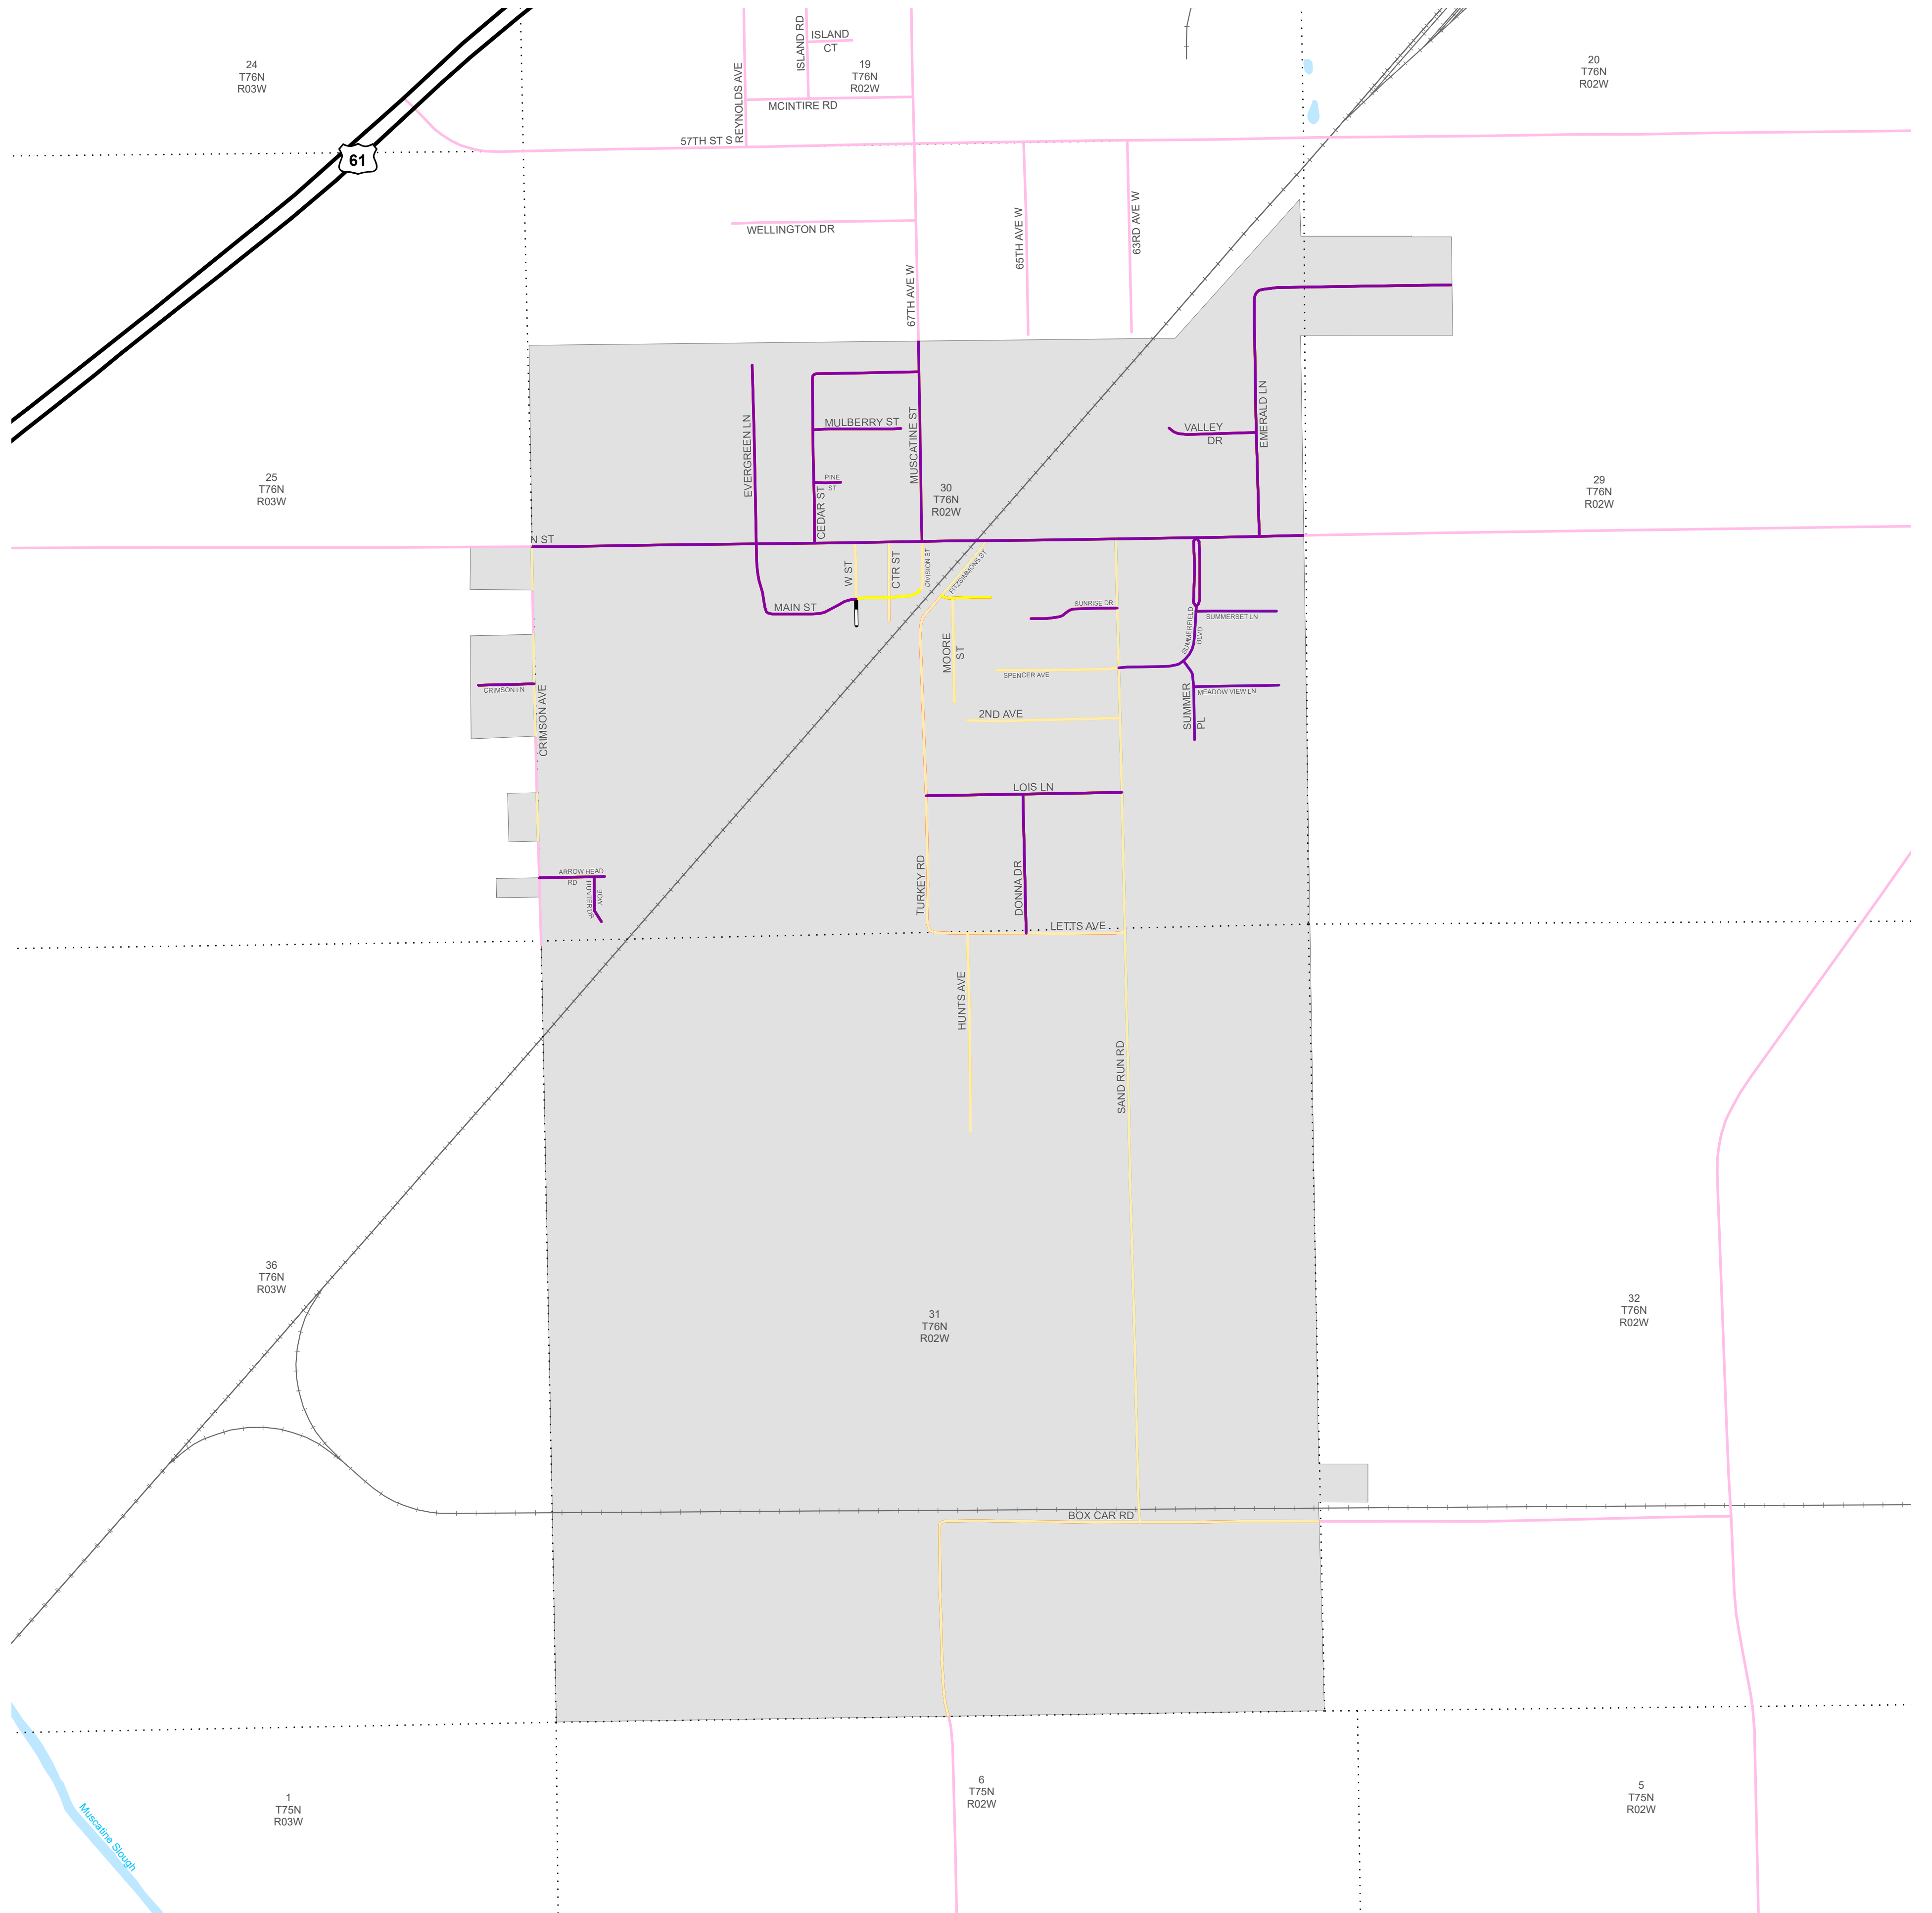 ISLAND RD
ISLAND
CT
24
T76N
R03W
19
T76N
R02W
20
T76N
R02W
REYNOLDS AVE
MCINTIRE RD
57TH ST S
61
WELLINGTON DR
65TH AVE W
63RD AVE W
67TH AVE W
EVERGREEN LN
MULBERRY ST
MUSCATINE ST
VALLEY
DR
EMERALD LN
25
T76N
R03W
PINE
ST
CEDAR ST
30
T76N
R02W
29
T76N
R02W
N ST
W ST
CTR ST
DIVISION ST
FITZSIMMONS ST
MAIN ST
SUNRISE DR
SUMMERFIELD
BLVD
SUMMERSET LN
MOORE
ST
SPENCER AVE
CRIMSON LN
CRIMSON AVE
MEADOW VIEW LN
SUMMER
PL
2ND AVE
LOIS LN
ARROW HEAD
RD
BOW
HUNTER DR
TURKEY RD
DONNA DR
LETTS AVE
HUNTS AVE
SAND RUN RD
36
T76N
R03W
31
T76N
R02W
32
T76N
R02W
BOX CAR RD
1
T75N
R03W
6
T75N
R02W
5
T75N
R02W
Muscatine Slough